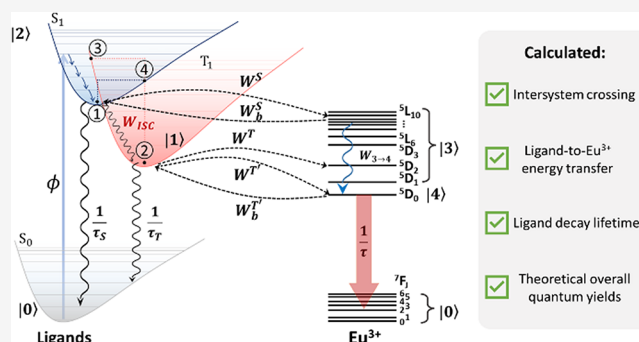 S₁
|2⟩
③
④
T₁
①
W_ISC
|1⟩
②
ϕ
1/τ_S
1/τ_T
S₀
|0⟩
Ligands
W^S
W_b^S
W^T
W^T′
W_b^T′
⁵L₁₀
⋮
⁵L₆
⁵D₃
⁵D₂
⁵D₁
⁵D₀
|3⟩
|4⟩
W₃→₄
1/τ
⁷F_J
6
5
4
3
2
1
0
|0⟩
Eu³⁺
Calculated:
Intersystem crossing
Ligand-to-Eu³⁺
energy transfer
Ligand decay lifetime
Theoretical overall
quantum yields